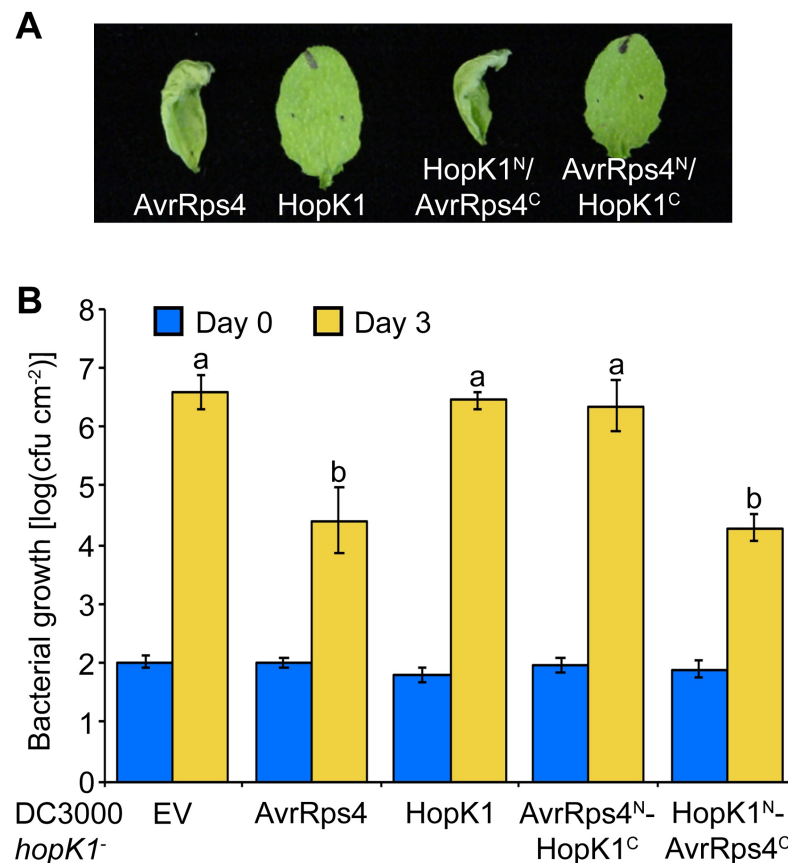 A
AvrRps4 HopK1 HopK1ᴺ/ AvrRps4ᴺ/
AvrRps4ᶜ HopK1ᶜ
B
Bacterial growth [log(cfu cm⁻²)]
8
7
6
5
4
3
2
1
0
Day 0 Day 3
a
b
a
a
b
DC3000 EV AvrRps4 HopK1 AvrRps4ᴺ- HopK1ᴺ-
hopK1⁻ HopK1ᶜ AvrRps4ᶜ